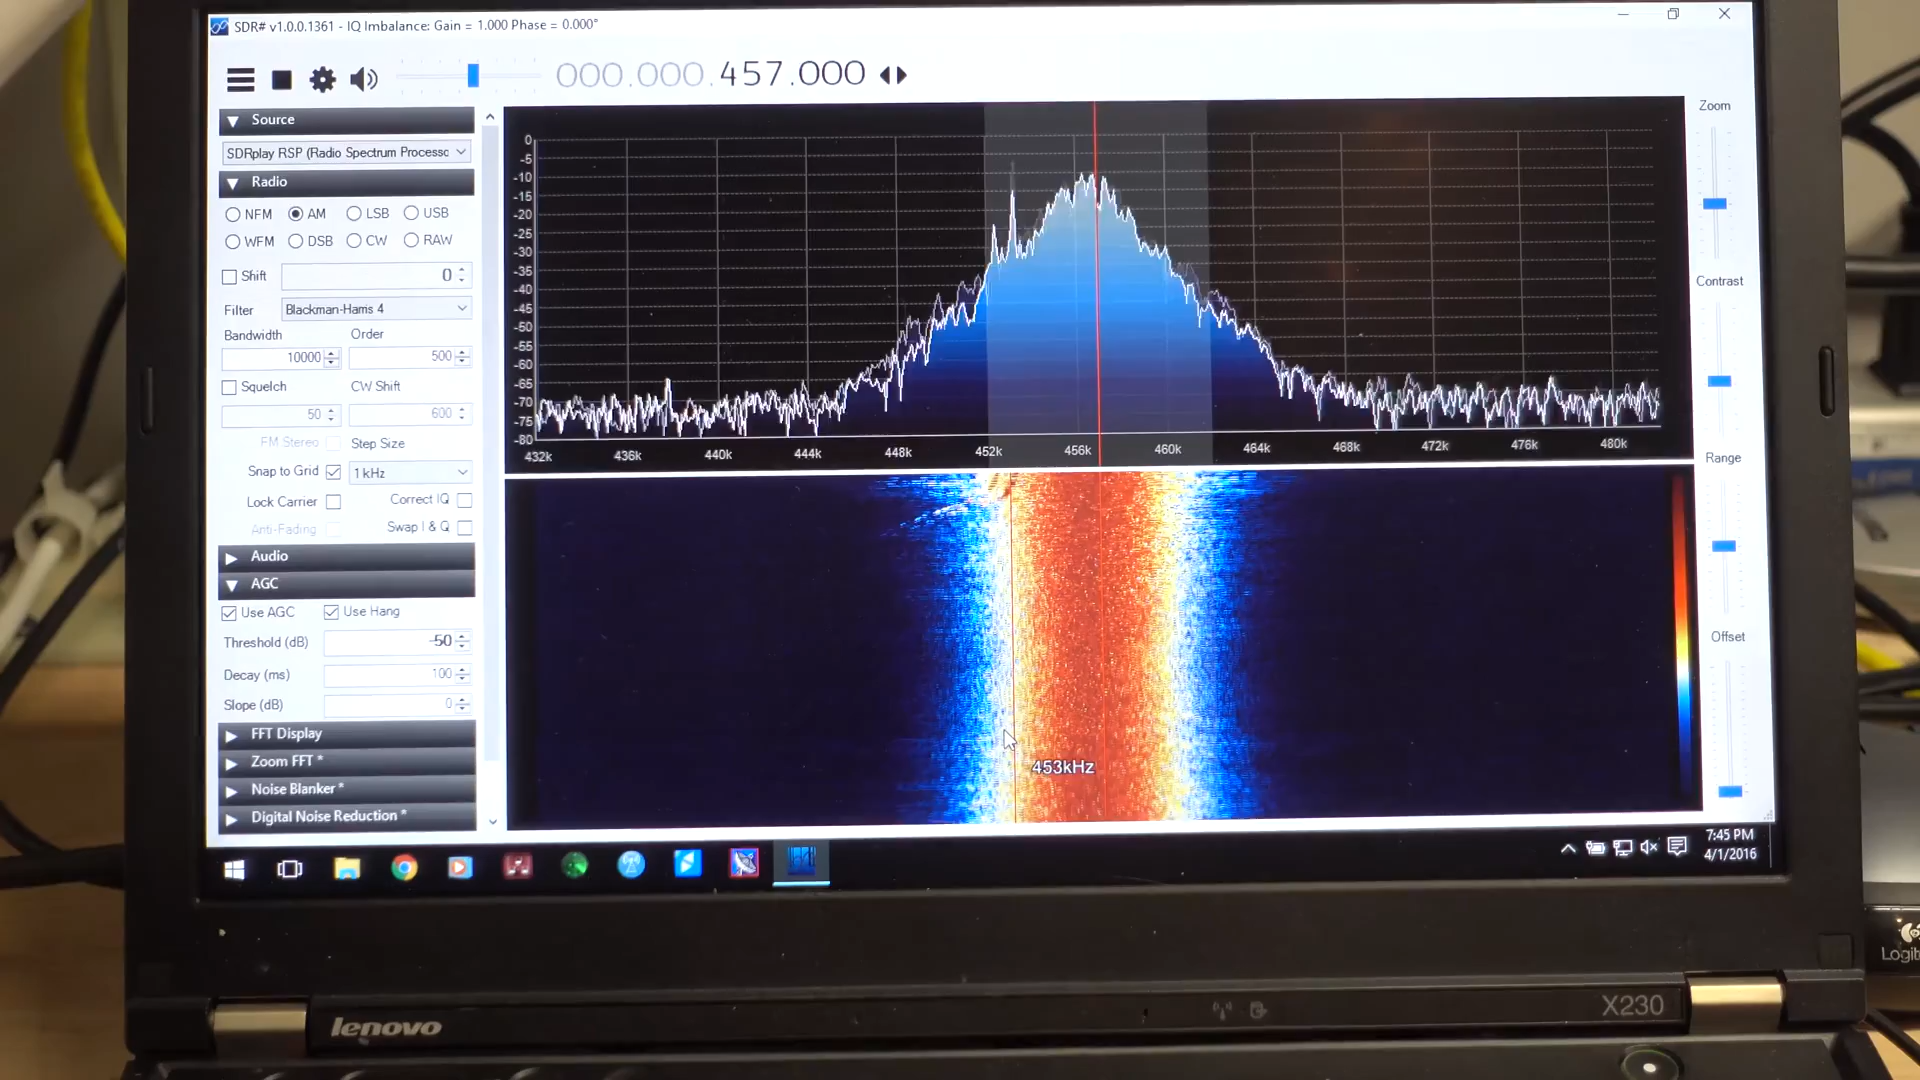 SDR# v1.0.0.1361 - IQ Imbalance: Gain = 1.000 Phase = 0.000°
000.000.457.000
Source
SDRplay RSP (Radio Spectrum Processo
Radio
NFM AM LSB USB
WFM DSB CW RAW
Shift 0
Filter Blackman-Harris 4
Bandwidth Order
10000 500
Squelch CW Shift
50 600
FM Stereo Step Size
Snap to Grid 1 kHz
Lock Carrier Correct IQ
Anti-Fading Swap I & Q
Audio
AGC
Use AGC Use Hang
Threshold (dB) -50
Decay (ms) 100
Slope (dB) 0
FFT Display
Zoom FFT *
Noise Blanker *
Digital Noise Reduction *
0
-5
-10
-15
-20
-25
-30
-35
-40
-45
-50
-55
-60
-65
-70
-75
-80
432k 436k 440k 444k 448k 452k 456k 460k 464k 468k 472k 476k 480k
453kHz
Zoom
Contrast
Range
Offset
7:45 PM
4/1/2016
lenovo
X230
Logit